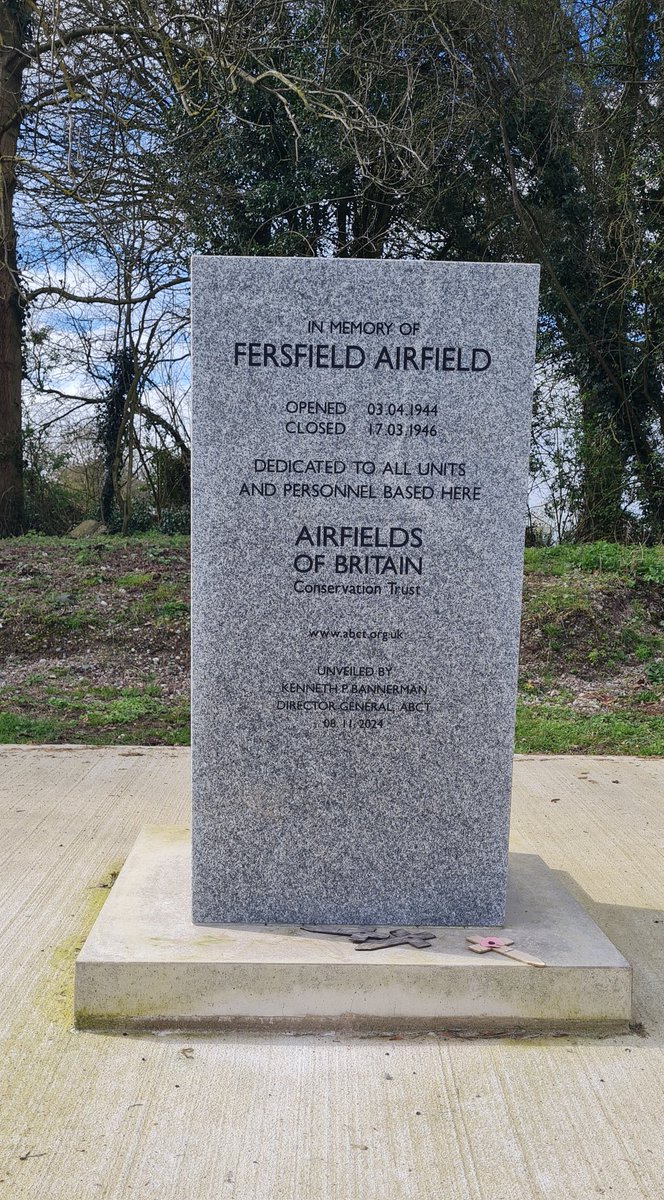 IN MEMORY OF
FERSFIELD AIRFIELD
OPENED 03.04.1944
CLOSED 17.03.1946
DEDICATED TO ALL UNITS
AND PERSONNEL BASED HERE
AIRFIELDS
OF BRITAIN
Conservation Trust
www.abct.org.uk
UNVEILED BY
KENNETH P. BANNERMAN
DIRECTOR GENERAL, ABCT
08.11.2024